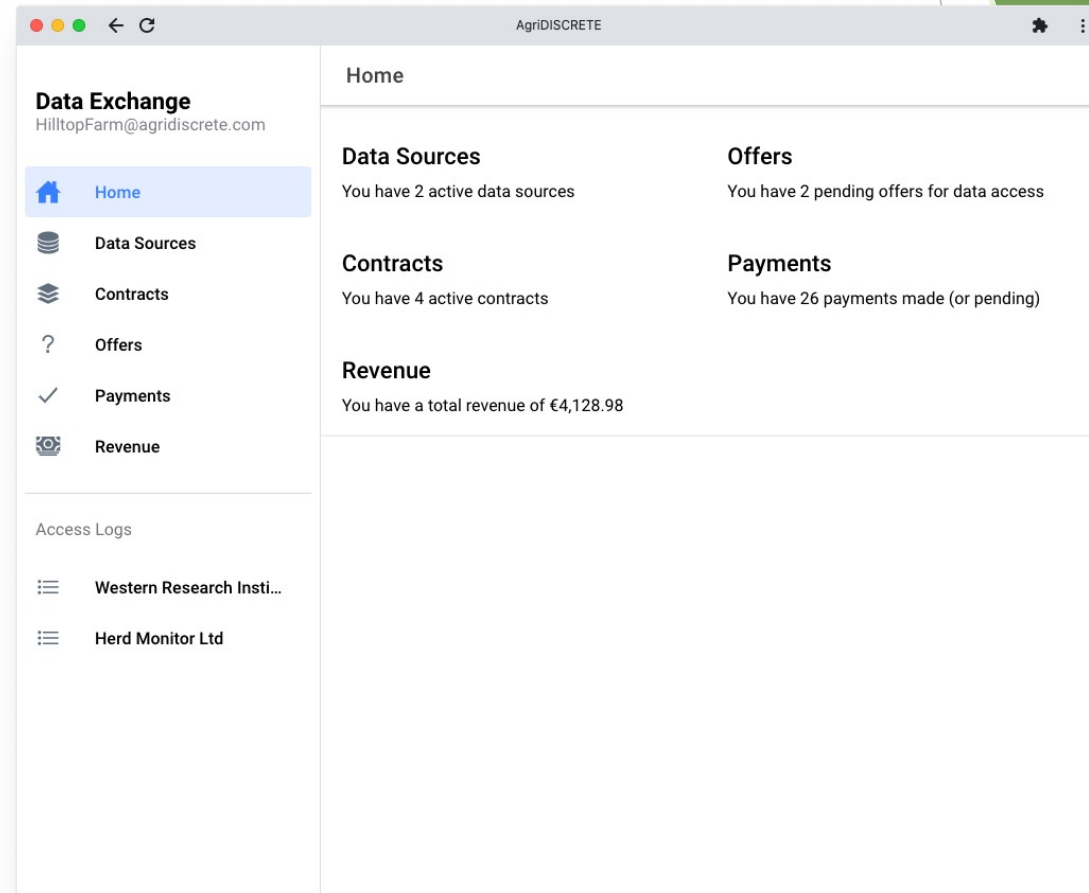 AgriDISCRETE
Data Exchange
HilltopFarm@agridiscrete.com
Home
Data Sources
Contracts
Offers
Payments
Revenue
Access Logs
Western Research Insti...
Herd Monitor Ltd
Home
Data Sources
You have 2 active data sources
Offers
You have 2 pending offers for data access
Contracts
You have 4 active contracts
Payments
You have 26 payments made (or pending)
Revenue
You have a total revenue of €4,128.98